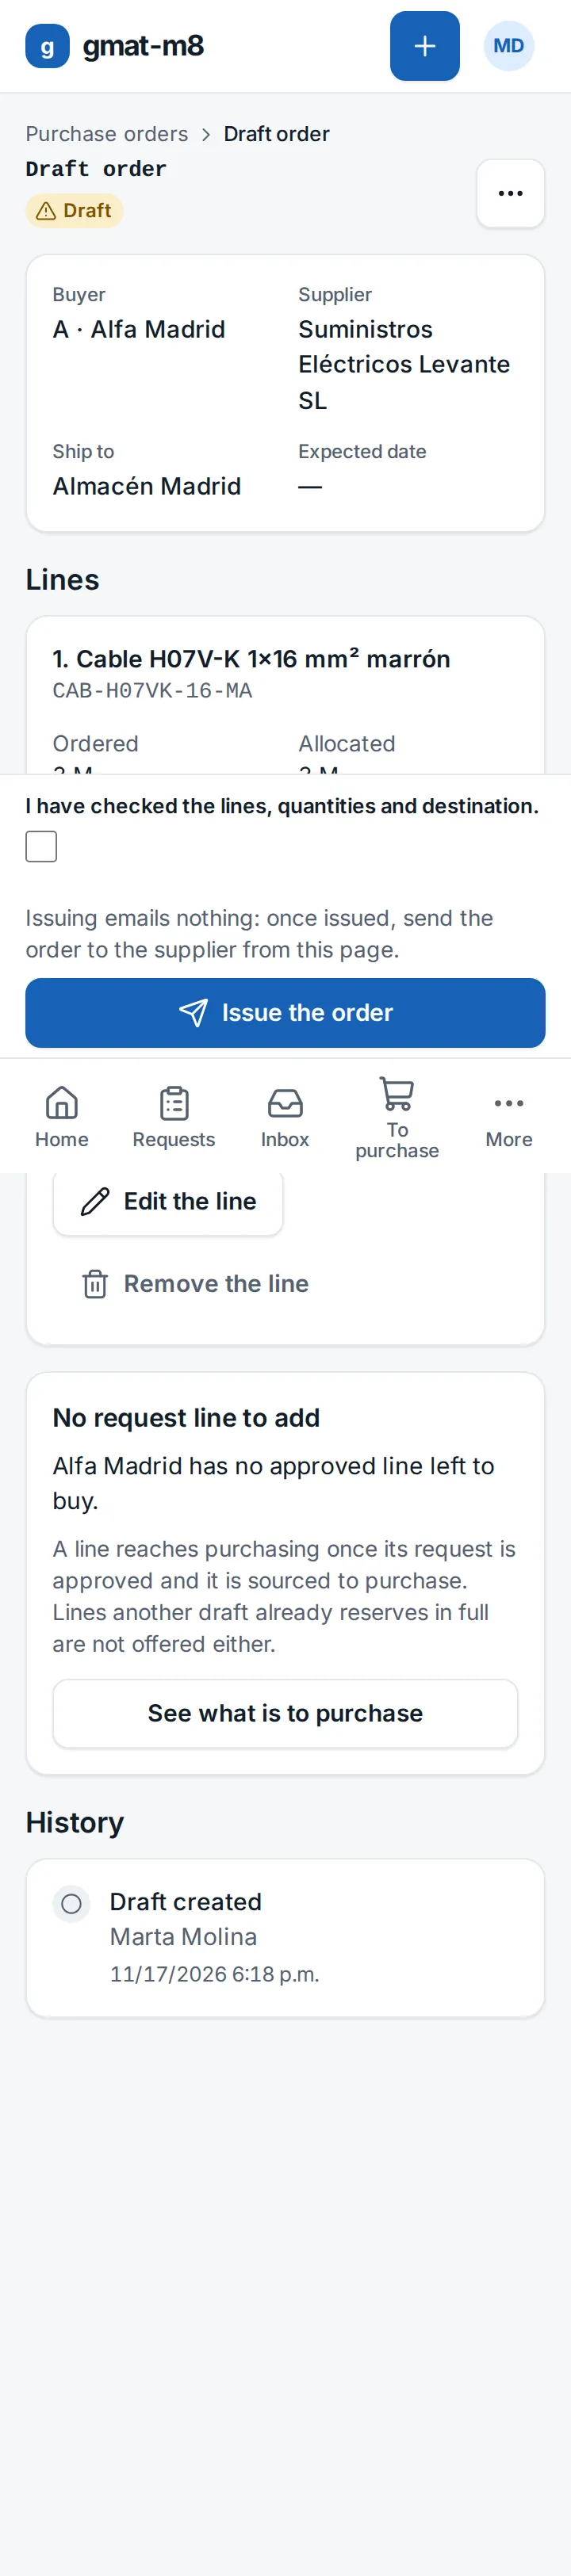 g gmat-m8 MD
Purchase orders > Draft order
Draft order
Draft
Buyer
A · Alfa Madrid
Supplier
Suministros
Eléctricos Levante
SL
Ship to
Almacén Madrid
Expected date
—
Lines
1. Cable H07V-K 1×16 mm² marrón
CAB-H07VK-16-MA
Ordered
Allocated
I have checked the lines, quantities and destination.
Issuing emails nothing: once issued, send the
order to the supplier from this page.
Issue the order
Home
Requests
Inbox
To
purchase
More
Edit the line
Remove the line
No request line to add
Alfa Madrid has no approved line left to
buy.
A line reaches purchasing once its request is
approved and it is sourced to purchase.
Lines another draft already reserves in full
are not offered either.
See what is to purchase
History
Draft created
Marta Molina
11/17/2026 6:18 p.m.